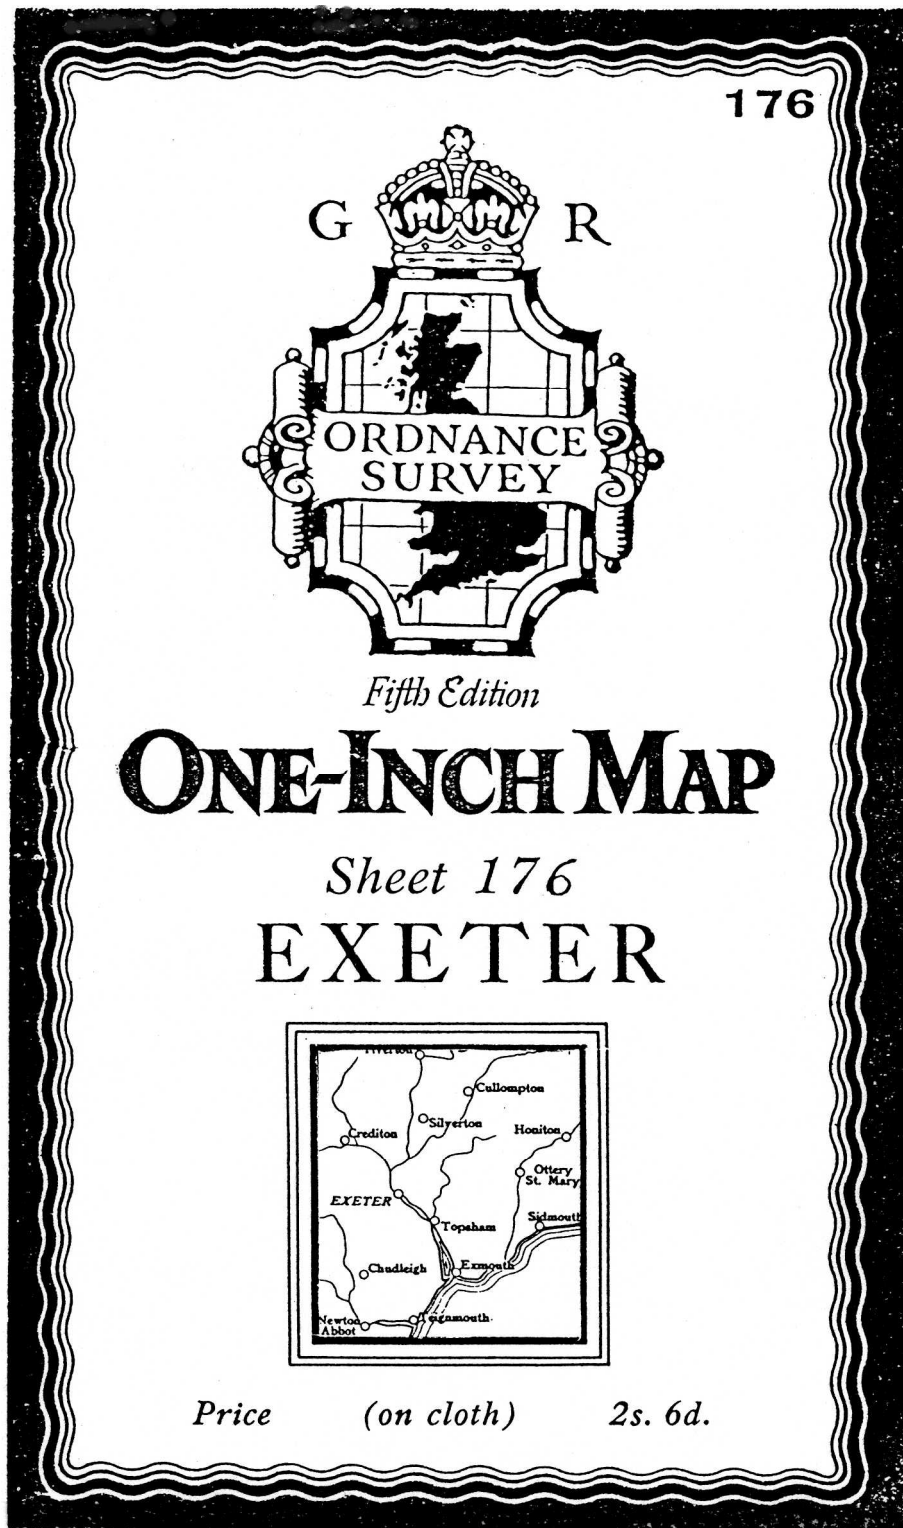 176
G R
ORDNANCE
SURVEY
Fifth Edition
ONE-INCH MAP
Sheet 176
EXETER
Tiverton
Cullompton
Silverton
Crediton
Honiton
Ottery
St. Mary
EXETER
Topsham
Sidmouth
Chudleigh
Exmouth
Newton
Abbot
Teignmouth.
Price (on cloth) 2s. 6d.